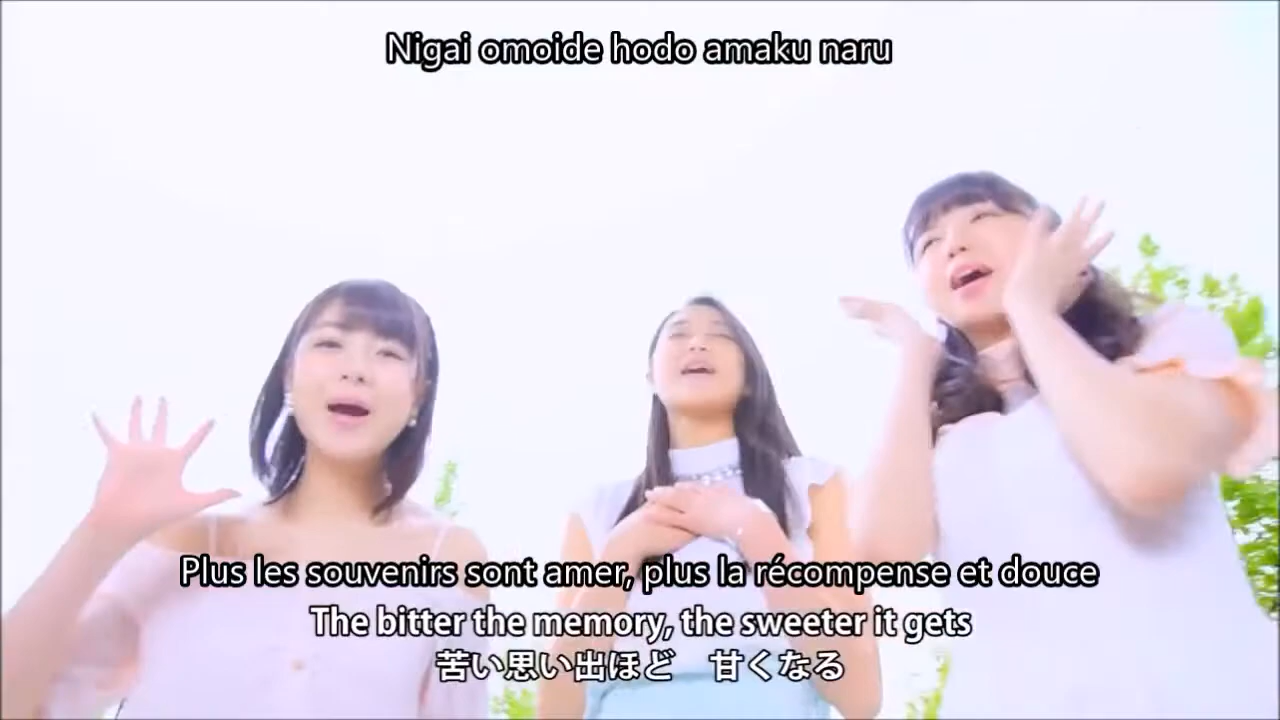 Nigai omoide hodo amaku naru
Plus les souvenirs sont amer, plus la récompense et douce
The bitter the memory, the sweeter it gets
苦い思い出ほど　甘くなる